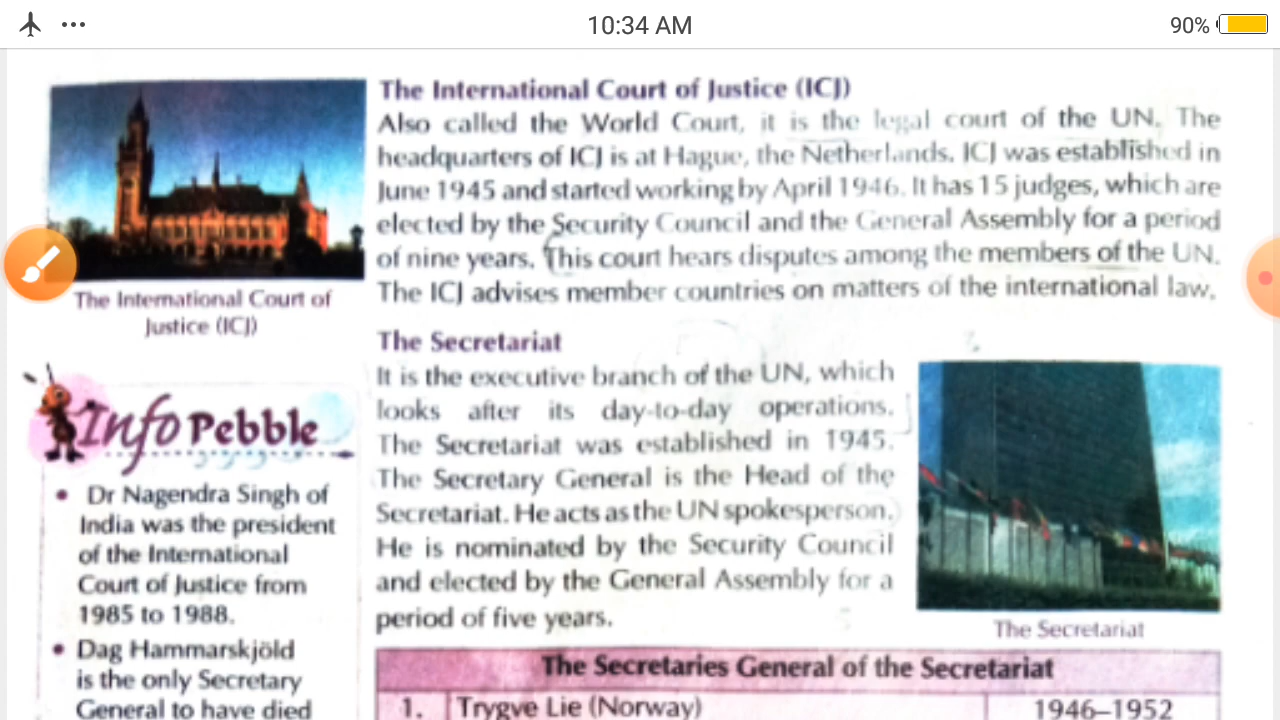 10:34 AM
90%
The International Court of Justice (ICJ)
Also called the World Court, it is the legal court of the UN. The
headquarters of ICJ is at Hague, the Netherlands. ICJ was established in
June 1945 and started working by April 1946. It has 15 judges, which are
elected by the Security Council and the General Assembly for a period
of nine years. This court hears disputes among the members of the UN.
The ICJ advises member countries on matters of the international law.
The International Court of
Justice (ICJ)
The Secretariat
It is the executive branch of the UN, which
looks after its day-to-day operations.
The Secretariat was established in 1945.
The Secretary General is the Head of the
Secretariat. He acts as the UN spokesperson.
He is nominated by the Security Council
and elected by the General Assembly for a
period of five years.
The Secretariat
Info Pebble
• Dr Nagendra Singh of
India was the president
of the International
Court of Justice from
1985 to 1988.
• Dag Hammarskjöld
is the only Secretary
General to have died
The Secretaries General of the Secretariat
1. Trygve Lie (Norway) 1946–1952